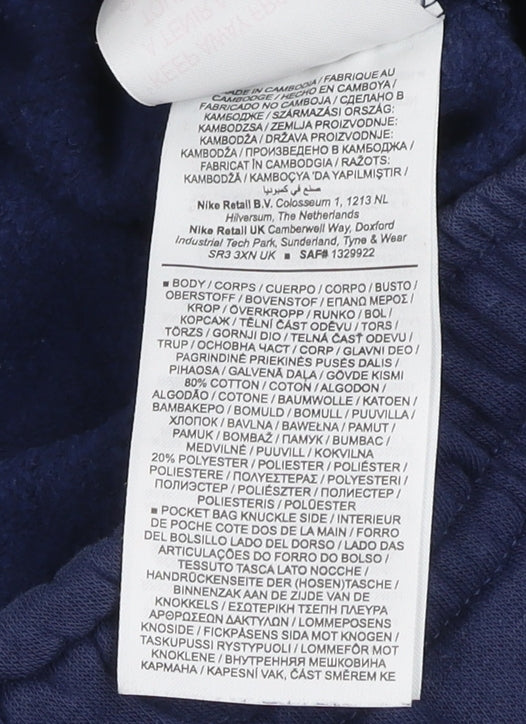 KEEP AWAY FRO
MADE IN CAMBODIA / FABRIQUE AU
CAMBODGE / HECHO EN CAMBOYA /
FABRICADO NO CAMBOJA / СДЕЛАНО В
КАМБОДЖЕ / SZÁRMAZÁSI ORSZÁG:
KAMBODZSA / ZEMLJA PROIZVODNJE:
KAMBODŽA / DRŽAVA PROIZVODNJE:
KAMBODŽA / ПРОИЗВЕДЕНО В КАМБОДЖА /
FABRICAT ÎN CAMBODGIA / RAŽOTS:
KAMBODŽĀ / KAMBOÇYA 'DA YAPILMIŞTIR /
صنع في كمبوديا
Nike Retail B.V. Colosseum 1, 1213 NL
Hilversum, The Netherlands
Nike Retail UK Camberwell Way, Doxford
Industrial Tech Park, Sunderland, Tyne & Wear
SR3 3XN UK ■ SAF# 1329922
■ BODY / CORPS / CUERPO / CORPO / BUSTO /
OBERSTOFF / BOVENSTOF / ΕΠΑΝΩ ΜΕΡΟΣ /
KROP / ÖVERKROPP / RUNKO / BOL /
КОРСАЖ / TĚLNÍ ČÁST ODĚVU / TORS /
TÖRZS / GORNJI DIO / TELNÁ ČASŤ ODEVU /
TRUP / ОСНОВНА ЧАСТ / CORP / GLAVNI DEO /
PAGRINDINĖ PRIEKINĖS PUSĖS DALIS /
PIHAOSA / GALVENĀ DAĻA / GÖVDE KISMI
80% COTTON / COTON / ALGODÓN /
ALGODÃO / COTONE / BAUMWOLLE / KATOEN /
ΒΑΜΒΑΚΕΡΟ / BOMULD / BOMULL / PUUVILLA /
ХЛОПОК / BAVLNA / BAWEŁNA / PAMUT /
PAMUK / BOMBAŽ / ПАМУК / BUMBAC /
MEDVILNĖ / PUUVILL / KOKVILNA
20% POLYESTER / POLIESTER / POLIÉSTER /
POLIESTERE / ΠΟΛΥΕΣΤΕΡΑΣ / POLYESTERI /
ПОЛИЭСТЕР / POLIÉSZTER / ПОЛИЕСТЕР /
POLIESTERIS / POLÜESTER
■ POCKET BAG KNUCKLE SIDE / INTERIEUR
DE POCHE COTE DOS DE LA MAIN / FORRO
DEL BOLSILLO LADO DEL DORSO / LADO DAS
ARTICULAÇÕES DO FORRO DO BOLSO /
TESSUTO TASCA LATO NOCCHE /
HANDRÜCKENSEITE DER (HOSEN)TASCHE /
BINNENZAK AAN DE ZIJDE VAN DE
KNOKKELS / ΕΣΩΤΕΡΙΚΗ ΤΣΕΠΗ ΠΛΕΥΡΑ
ΑΡΘΡΩΣΕΩΝ ΔΑΚΤΥΛΩΝ / LOMMEPOSENS
KNOSIDE / FICKPÅSENS SIDA MOT KNOGEN /
TASKUPUSSI RYSTYPUOLI / LOMMEFÔR MOT
KNOKLENE / ВНУТРЕННЯЯ МЕШКОВИНА
КАРМАНА / KAPESNÍ VAK, ČÁST SMĚREM KE